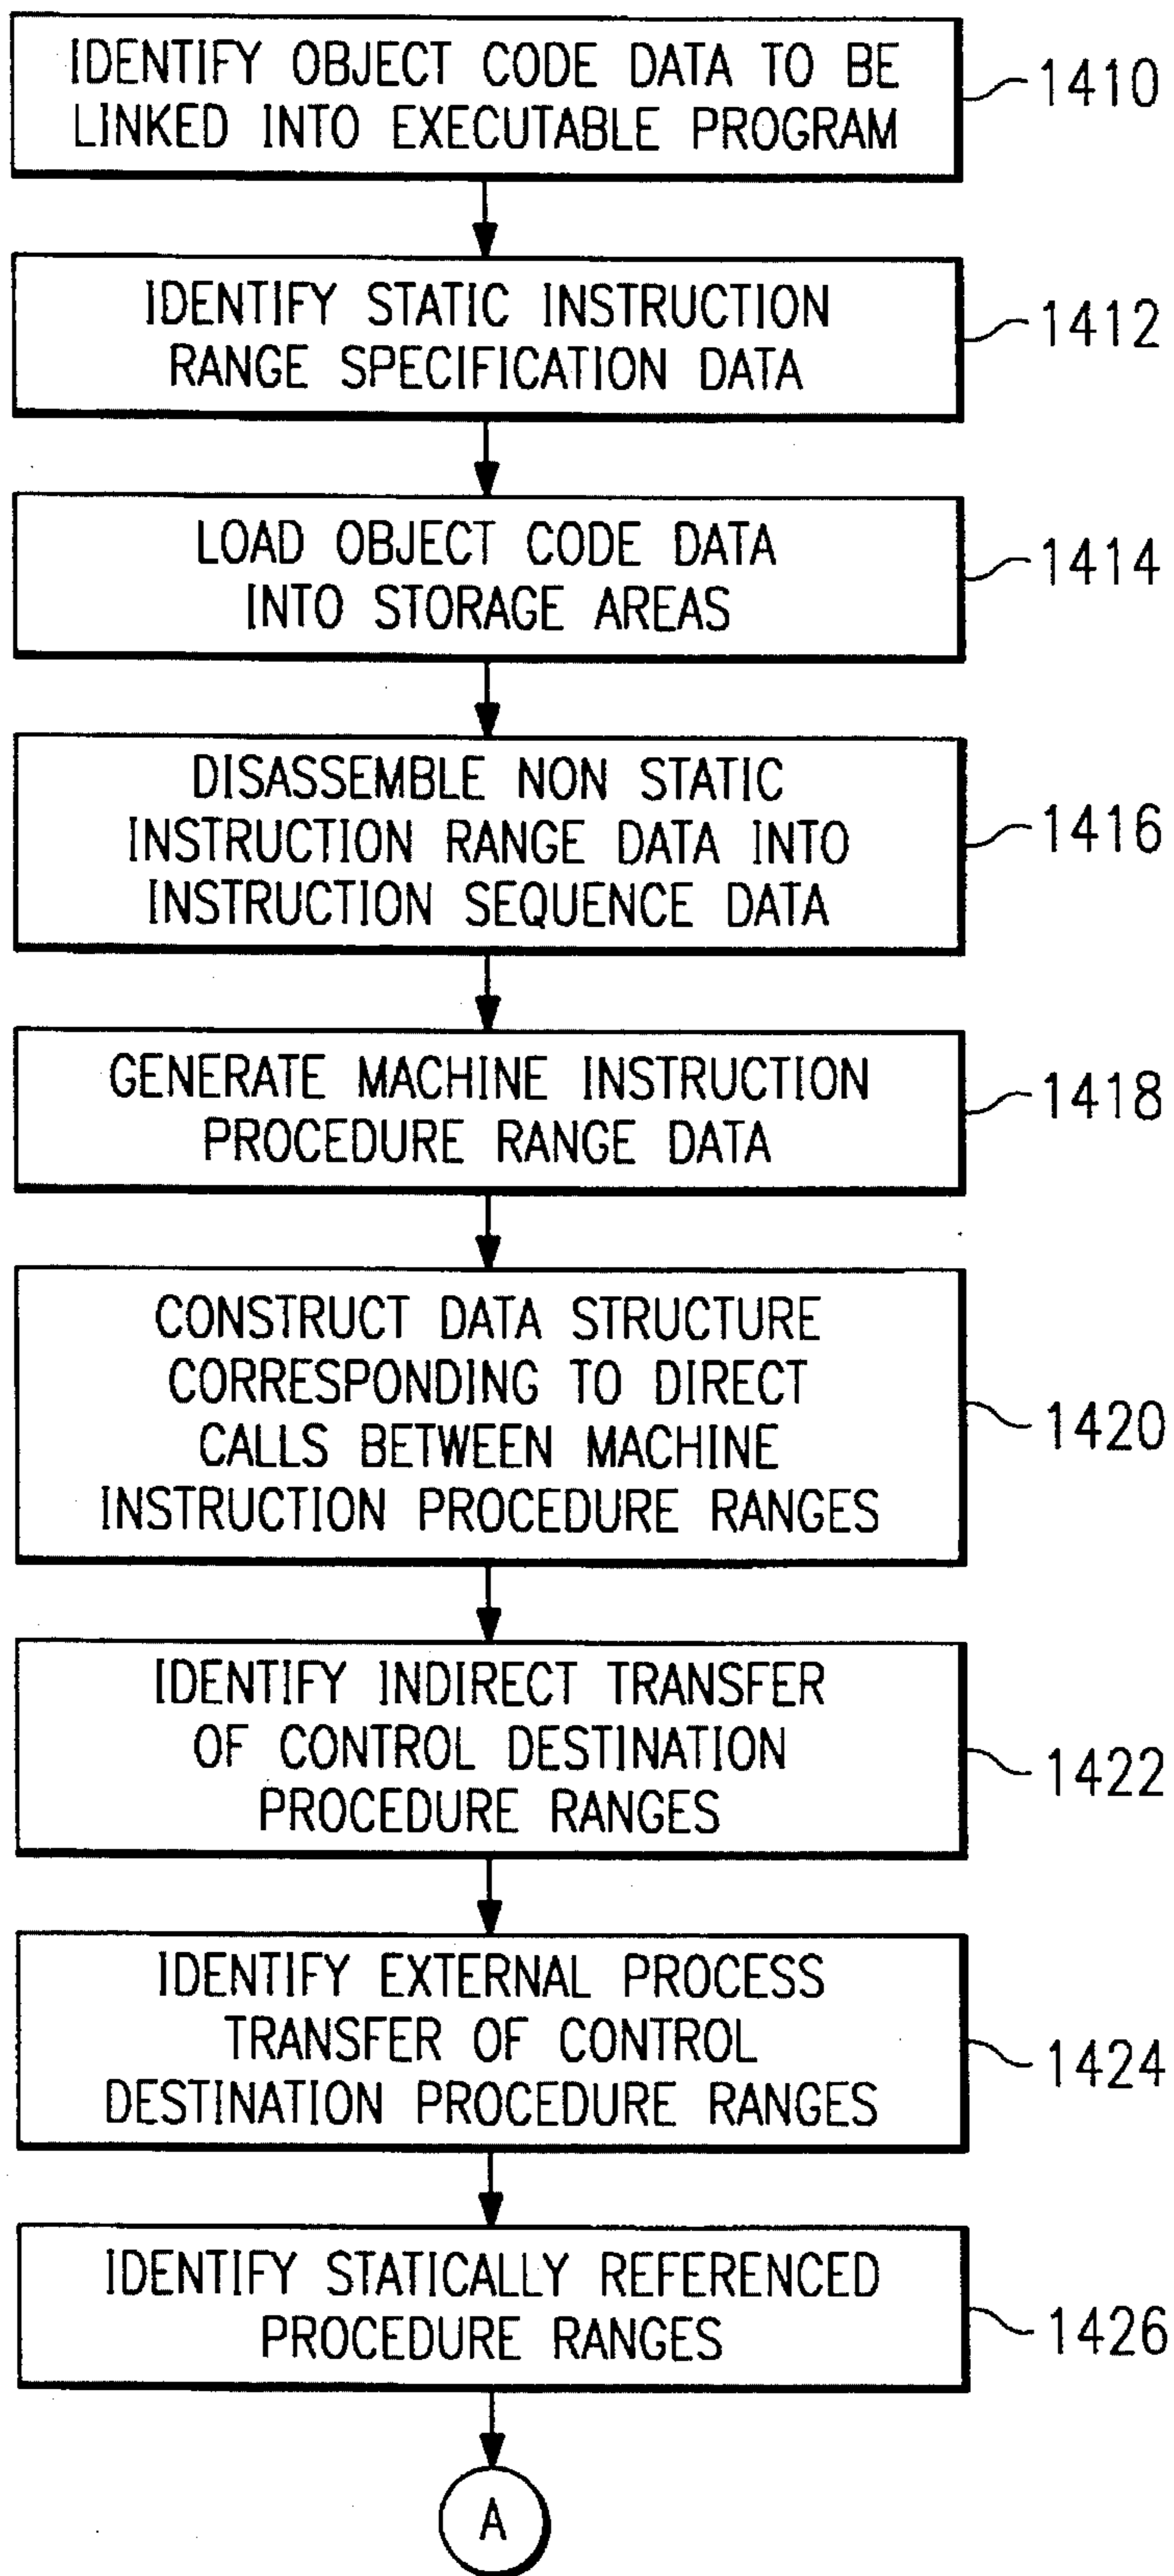 IDENTIFY OBJECT CODE DATA TO BE
LINKED INTO EXECUTABLE PROGRAM
1410
IDENTIFY STATIC INSTRUCTION
RANGE SPECIFICATION DATA
1412
LOAD OBJECT CODE DATA
INTO STORAGE AREAS
1414
DISASSEMBLE NON STATIC
INSTRUCTION RANGE DATA INTO
INSTRUCTION SEQUENCE DATA
1416
GENERATE MACHINE INSTRUCTION
PROCEDURE RANGE DATA
1418
CONSTRUCT DATA STRUCTURE
CORRESPONDING TO DIRECT
CALLS BETWEEN MACHINE
INSTRUCTION PROCEDURE RANGES
1420
IDENTIFY INDIRECT TRANSFER
OF CONTROL DESTINATION
PROCEDURE RANGES
1422
IDENTIFY EXTERNAL PROCESS
TRANSFER OF CONTROL
DESTINATION PROCEDURE RANGES
1424
IDENTIFY STATICALLY REFERENCED
PROCEDURE RANGES
1426
A